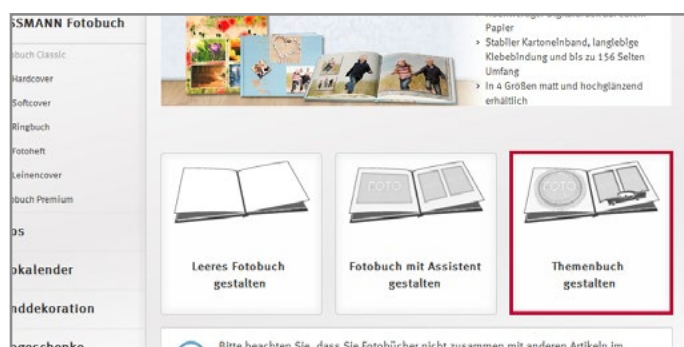 SSMANN Fotobuch
buch Classic
Hardcover
Softcover
Ringbuch
Fotoheft
Leinencover
buch Premium
os
okalender
nddekoration
Papier
› Stabiler Kartoneinband, langlebige
Klebebindung und bis zu 156 Seiten
Umfang
› In 4 Größen matt und hochglänzend
erhältlich
FOTO
FOTO
Leeres Fotobuch
gestalten
Fotobuch mit Assistent
gestalten
Themenbuch
gestalten
Bitte beachten Sie, dass Sie Fotobücher nicht zusammen mit anderen Artikeln im